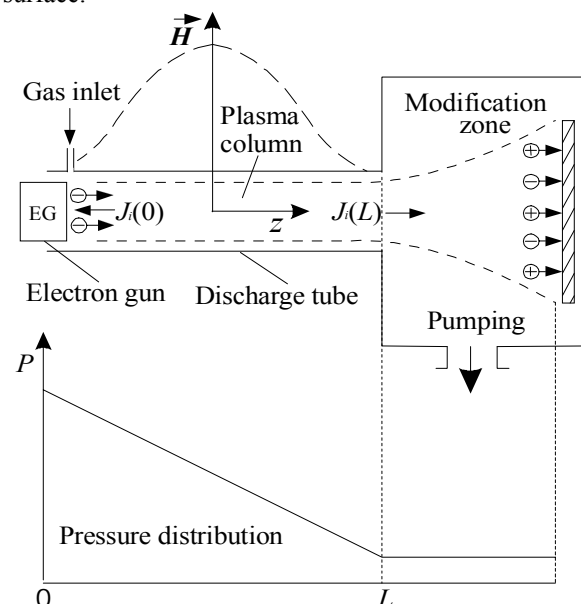 surface.
H
Gas inlet
Plasma
column
Modification
zone
EG
Jᵢ(0)
z
Jᵢ(L)
Electron gun
Discharge tube
Pumping
P
Pressure distribution
0
L